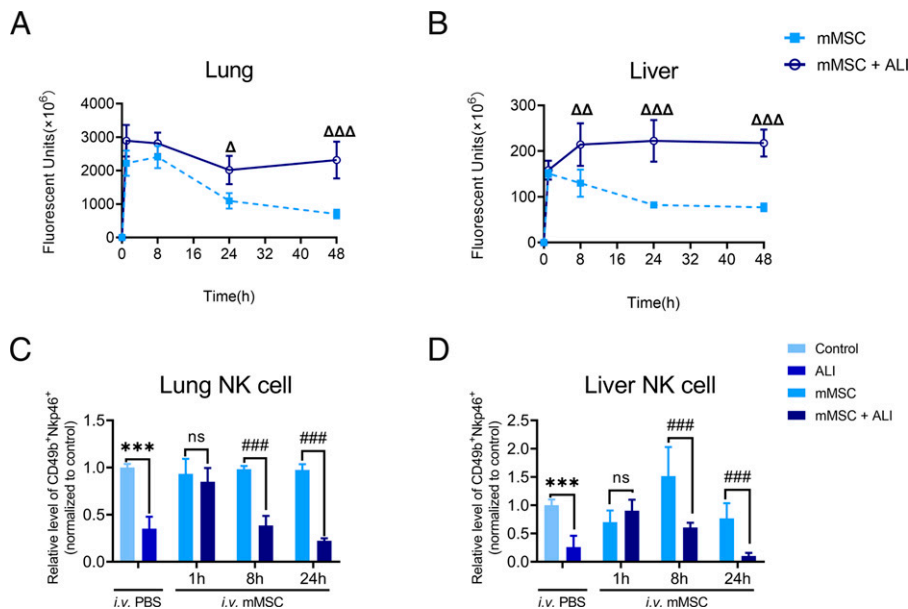 A
Lung
Fluorescent Units(×10⁶)
4000
3000
2000
1000
0
Δ
ΔΔΔ
0 8 16 24 32 40 48
Time(h)
B
Liver
Fluorescent Units(×10⁶)
300
200
100
0
ΔΔ
ΔΔΔ
ΔΔΔ
0 8 16 24 32 40 48
Time(h)
mMSC
mMSC + ALI
C
Lung NK cell
Relative level of CD49b⁺Nkp46⁺
(normalized to control)
1.5
1.0
0.5
0.0
***
ns
###
###
1h 8h 24h
i.v. PBS i.v. mMSC
D
Liver NK cell
Relative level of CD49b⁺Nkp46⁺
(normalized to control)
2.5
2.0
1.5
1.0
0.5
0.0
***
ns
###
###
1h 8h 24h
i.v. PBS i.v. mMSC
Control
ALI
mMSC
mMSC + ALI